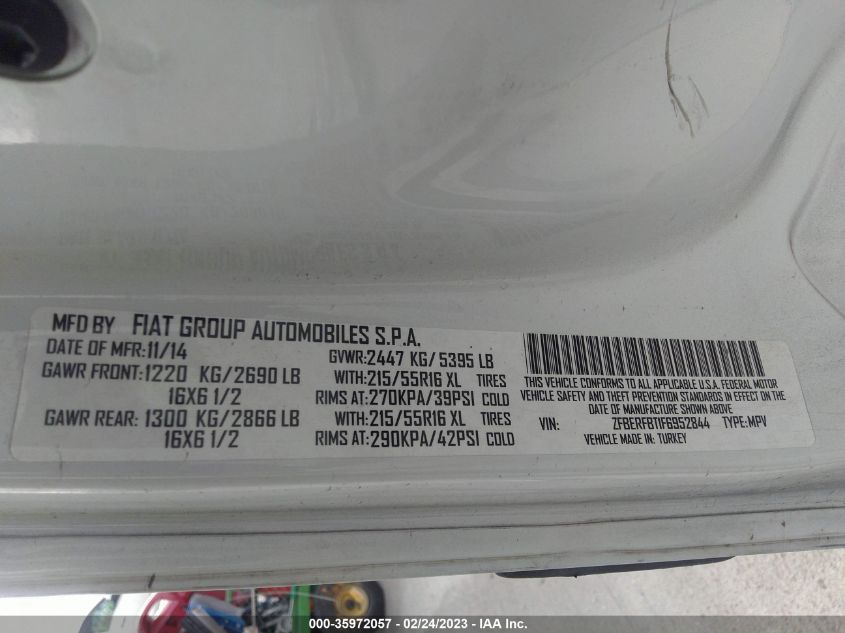 MFD BY FIAT GROUP AUTOMOBILES S.P.A.
DATE OF MFR:11/14 GVWR:2447 KG/ 5395 LB
GAWR FRONT:1220 KG/2690 LB WITH:215/55R16 XL TIRES
16X6 1/2 RIMS AT:270KPA/39PSI COLD
GAWR REAR: 1300 KG/2866 LB WITH:215/55R16 XL TIRES
16X6 1/2 RIMS AT:290KPA/42PSI COLD
THIS VEHICLE CONFORMS TO ALL APPLICABLE U.S.A. FEDERAL MOTOR
VEHICLE SAFETY AND THEFT PREVENTION STANDARDS IN EFFECT ON THE
DATE OF MANUFACTURE SHOWN ABOVE
VIN: ZFBERFBT1F6952844 TYPE:MPV
VEHICLE MADE IN: TURKEY
000-35972057 - 02/24/2023 - IAA Inc.